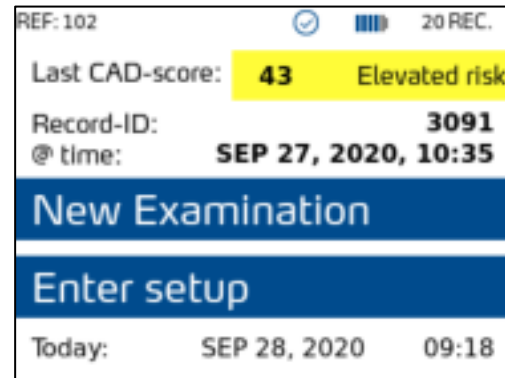 REF: 102 20 REC.
Last CAD-score: 43 Elevated risk
Record-ID: 3091
@ time: SEP 27, 2020, 10:35
New Examination
Enter setup
Today: SEP 28, 2020 09:18